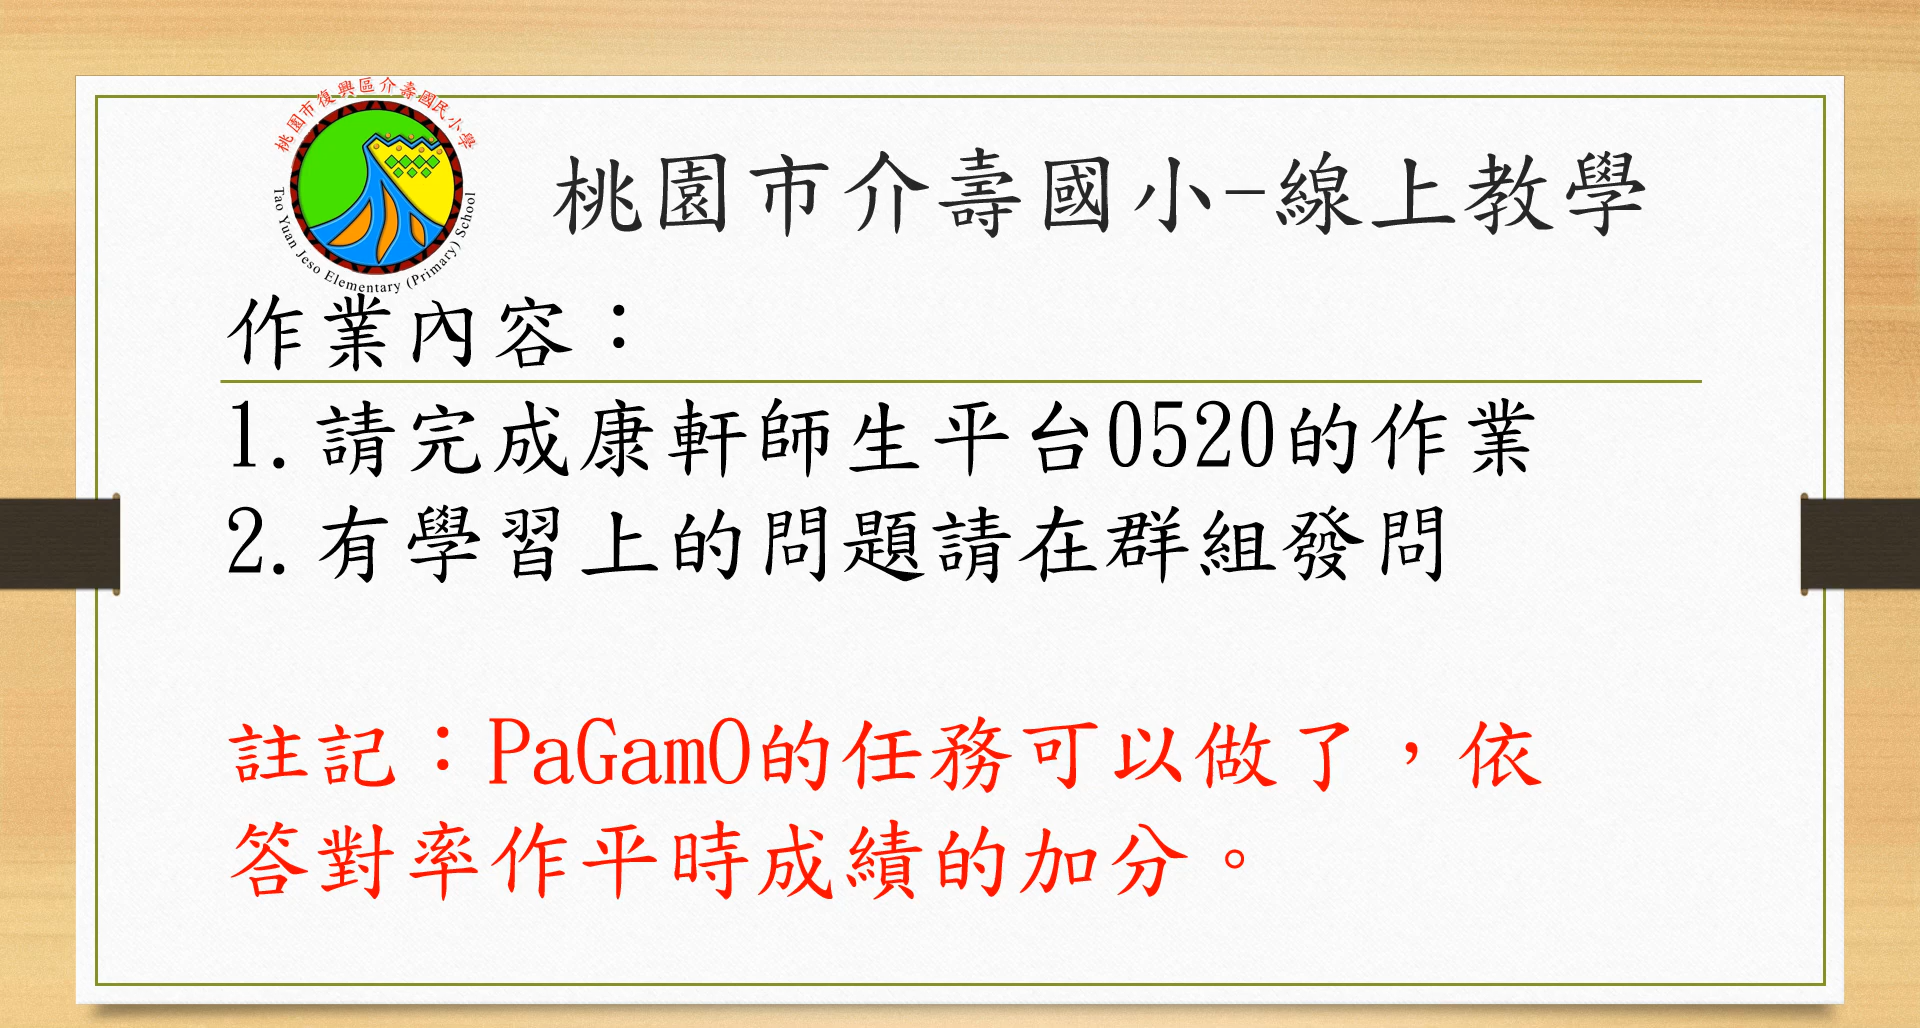 桃園市復興區介壽國民小學
Tao Yuan Jeso Elementary (Primary) School
桃園市介壽國小-線上教學
作業內容：
1.請完成康軒師生平台0520的作業
2.有學習上的問題請在群組發問
註記：PaGamO的任務可以做了，依
答對率作平時成績的加分。